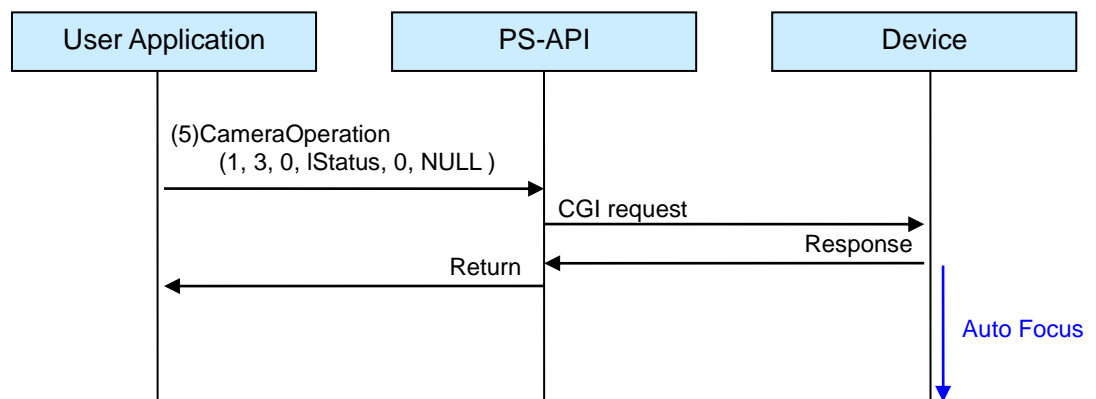 User Application
PS-API
Device
(5)CameraOperation
(1, 3, 0, lStatus, 0, NULL )
CGI request
Response
Return
Auto Focus